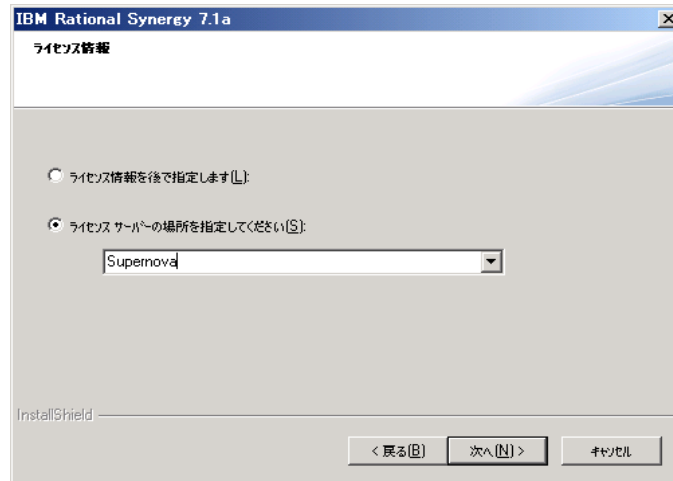 IBM Rational Synergy 7.1a
ライセンス情報
ライセンス情報を後で指定します(L):
ライセンス サーバーの場所を指定してください(S):
Supernova
InstallShield
< 戻る(B)
次へ(N) >
キャンセル